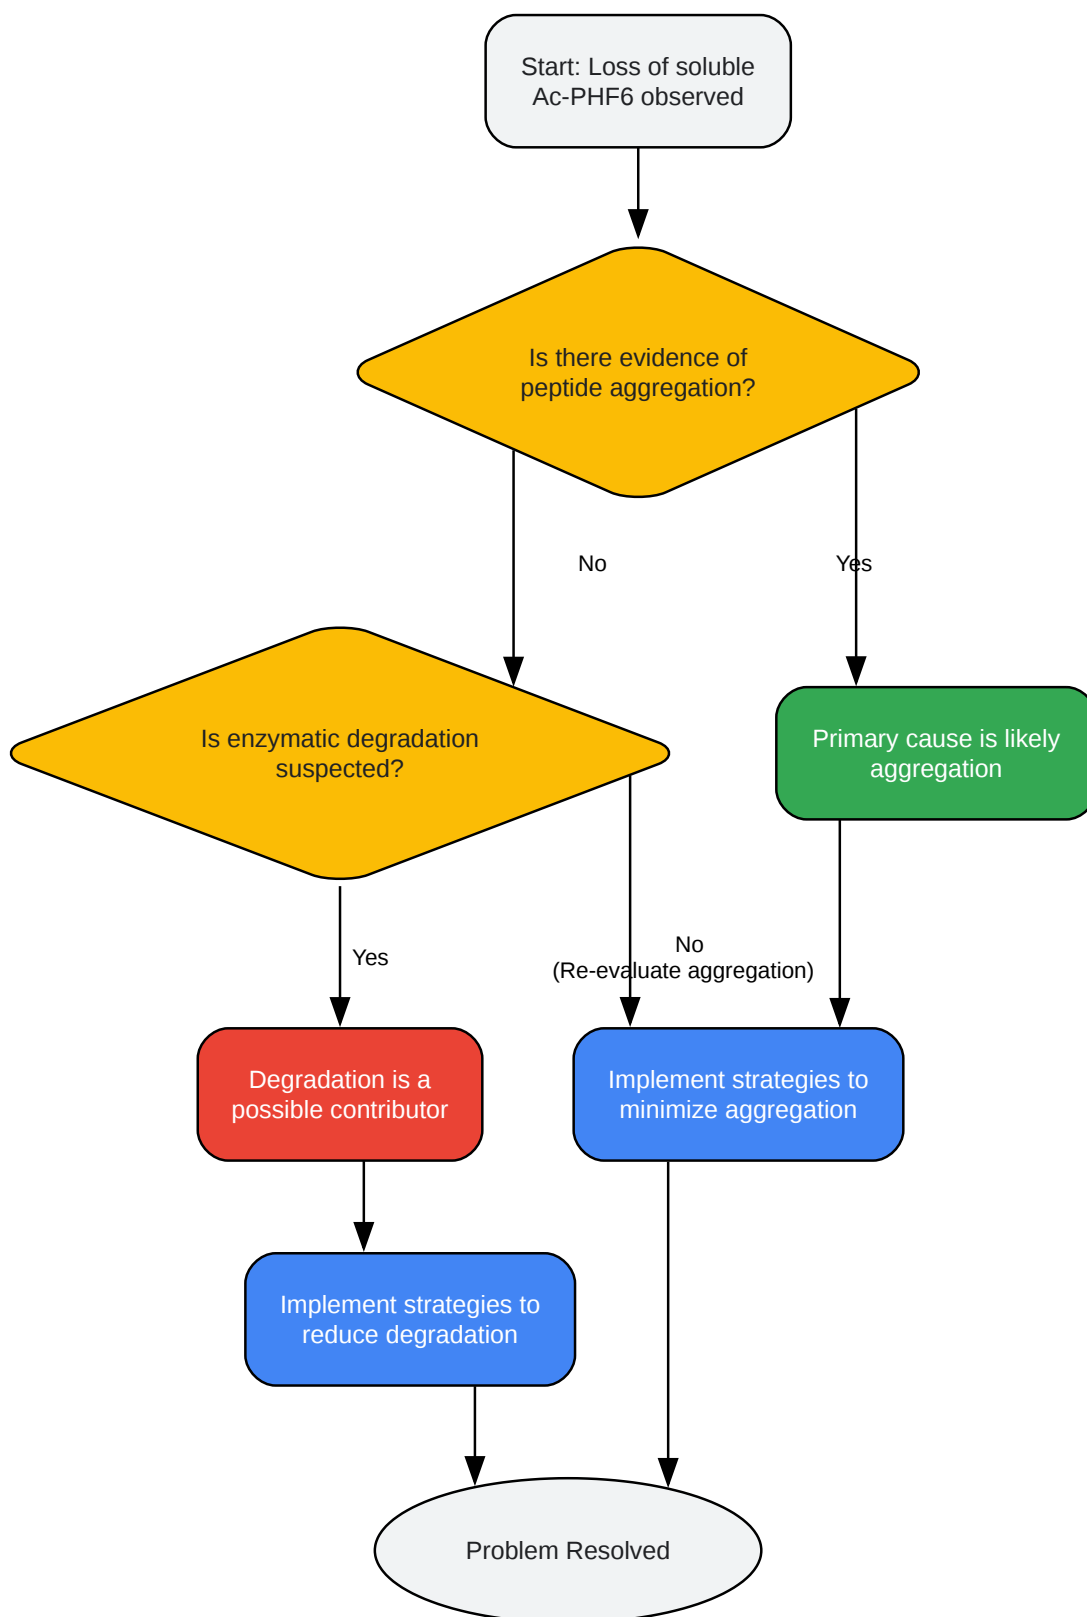 Start: Loss of soluble
Ac-PHF6 observed
Is there evidence of
peptide aggregation?
No
Yes
Is enzymatic degradation
suspected?
Primary cause is likely
aggregation
Yes
No
(Re-evaluate aggregation)
Degradation is a
possible contributor
Implement strategies to
minimize aggregation
Implement strategies to
reduce degradation
Problem Resolved